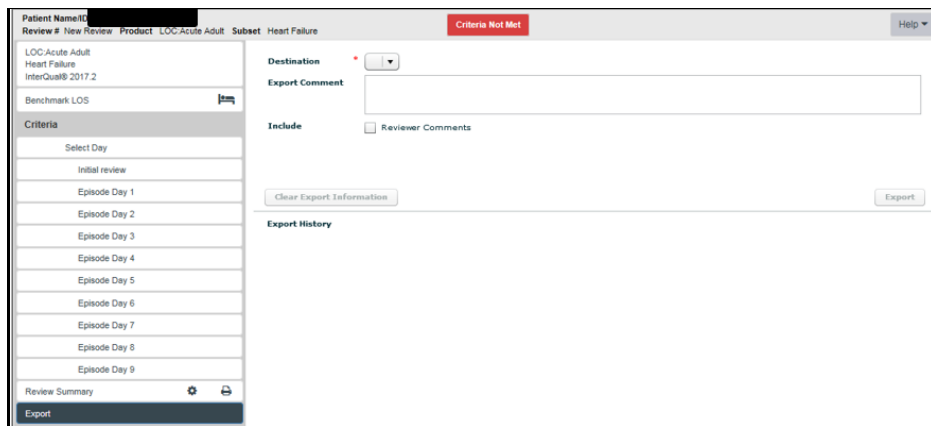 Patient Name/ID
Review # New Review Product LOC:Acute Adult Subset Heart Failure
Criteria Not Met
Help
LOC:Acute Adult
Heart Failure
InterQual® 2017.2
Benchmark LOS
Criteria
Select Day
Initial review
Episode Day 1
Episode Day 2
Episode Day 3
Episode Day 4
Episode Day 5
Episode Day 6
Episode Day 7
Episode Day 8
Episode Day 9
Review Summary
Export
Destination *
Export Comment
Include Reviewer Comments
Clear Export Information Export
Export History